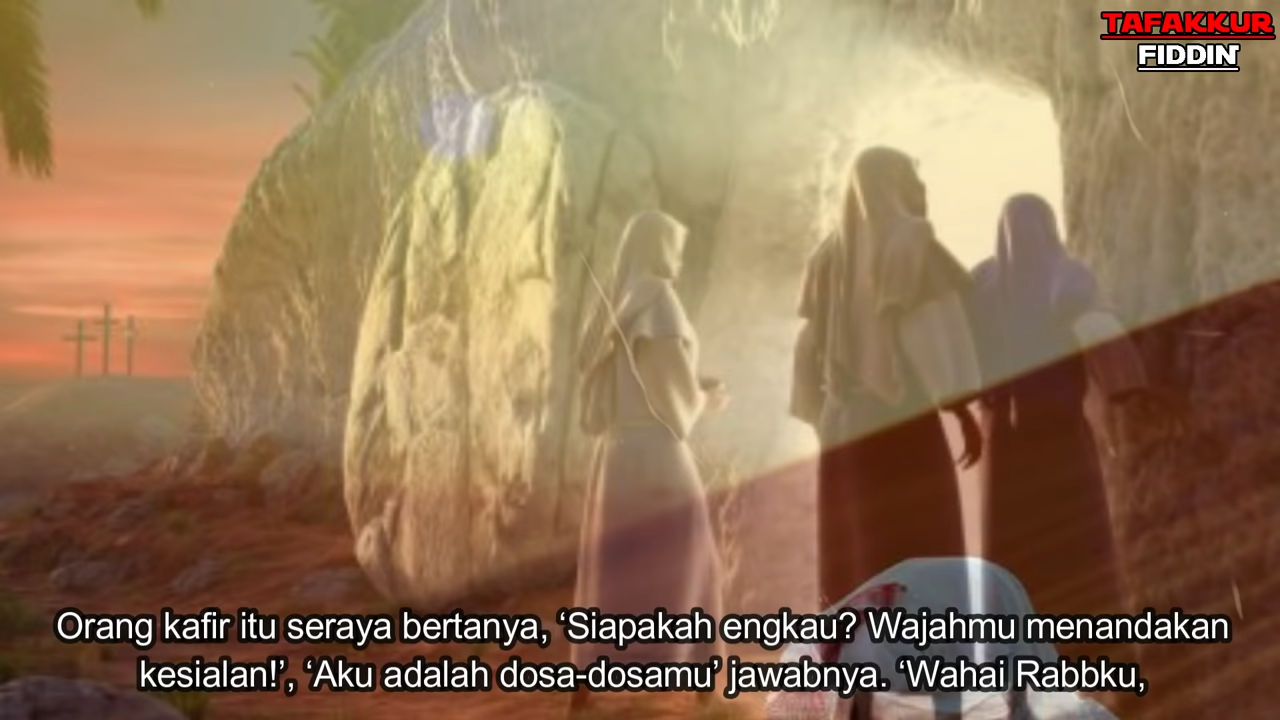 TAFAKKUR
FIDDIN
Orang kafir itu seraya bertanya, ‘Siapakah engkau? Wajahmu menandakan
kesialan!’, ‘Aku adalah dosa-dosamu’ jawabnya. ‘Wahai Rabbku,